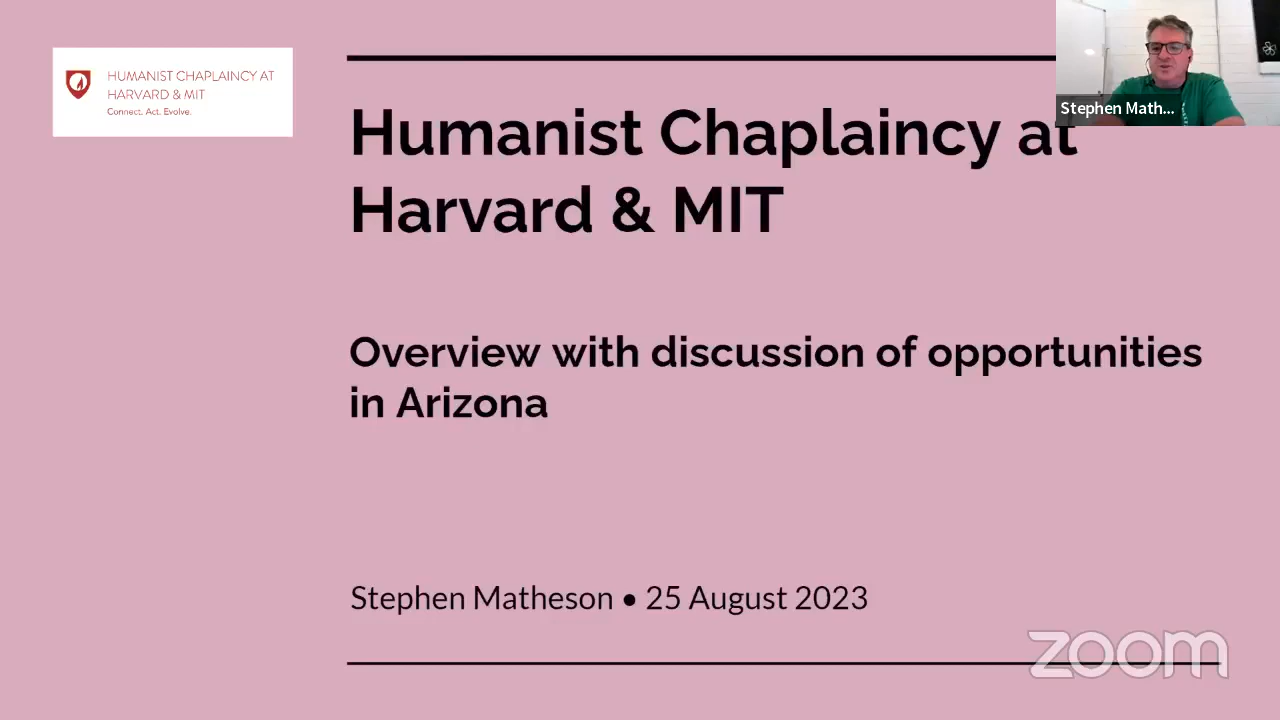 HUMANIST CHAPLAINCY AT
HARVARD & MIT
Connect. Act. Evolve.
Humanist Chaplaincy at
Harvard & MIT
Stephen Math...
Overview with discussion of opportunities
in Arizona
Stephen Matheson • 25 August 2023
zoom